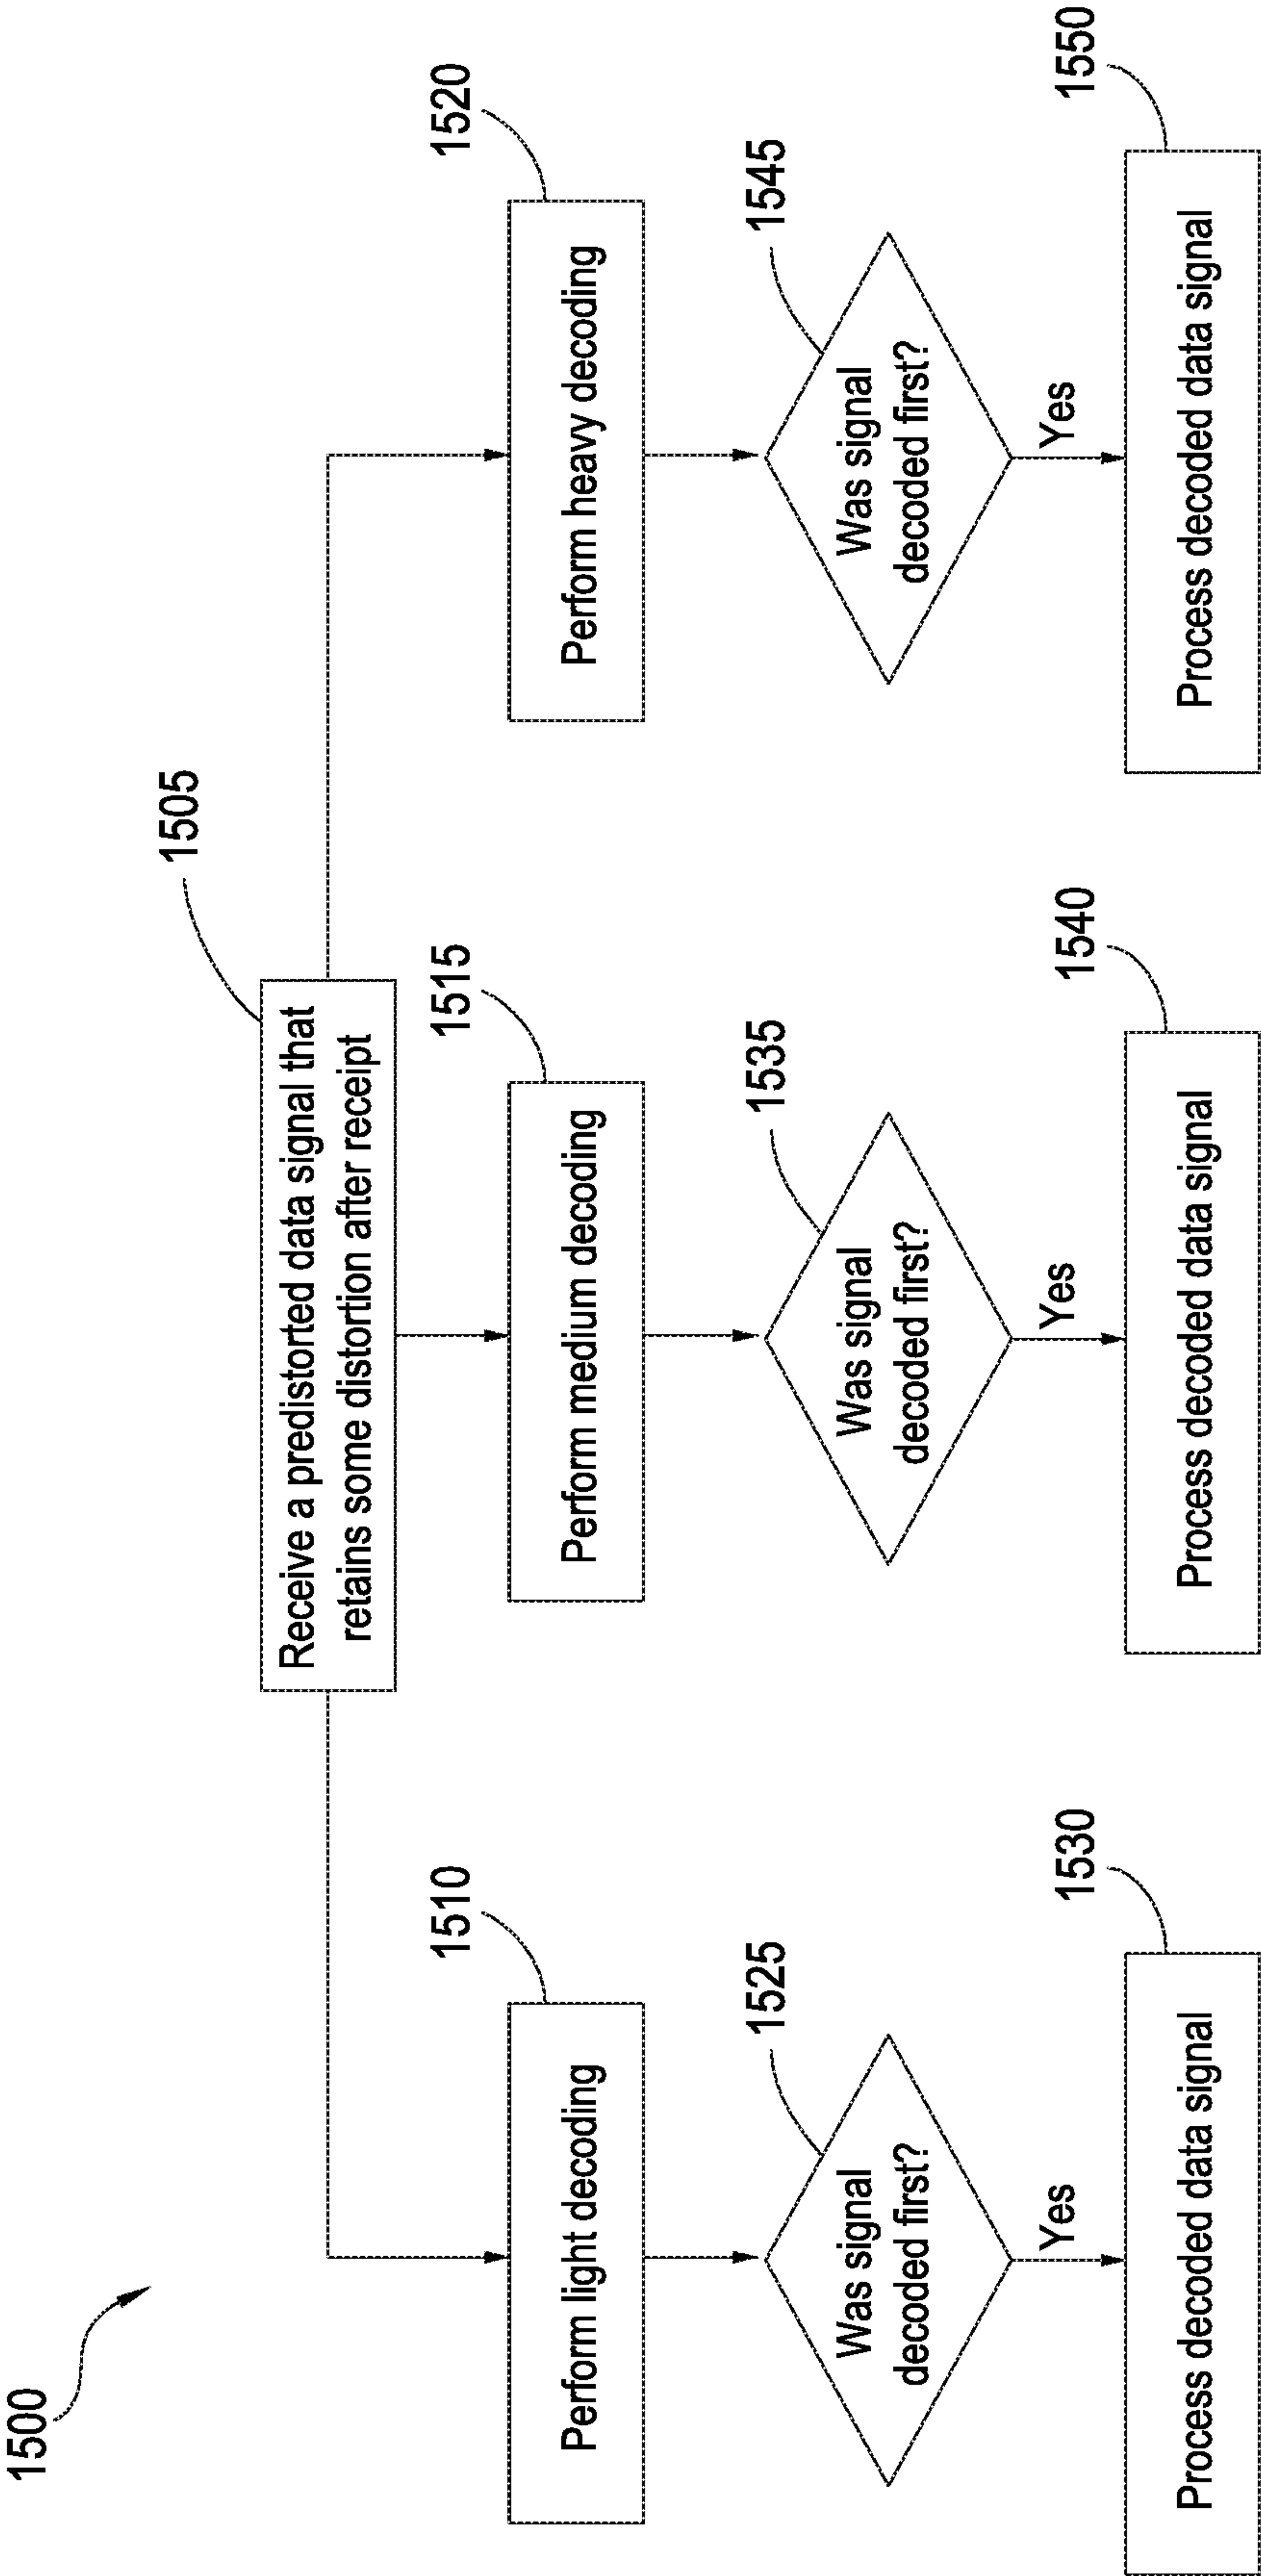 1500
1505
Receive a predistorted data signal that
retains some distortion after receipt
1510
Perform light decoding
1515
Perform medium decoding
1520
Perform heavy decoding
1525
Was signal
decoded first?
1535
Was signal
decoded first?
1545
Was signal
decoded first?
Yes
Yes
Yes
1530
Process decoded data signal
1540
Process decoded data signal
1550
Process decoded data signal